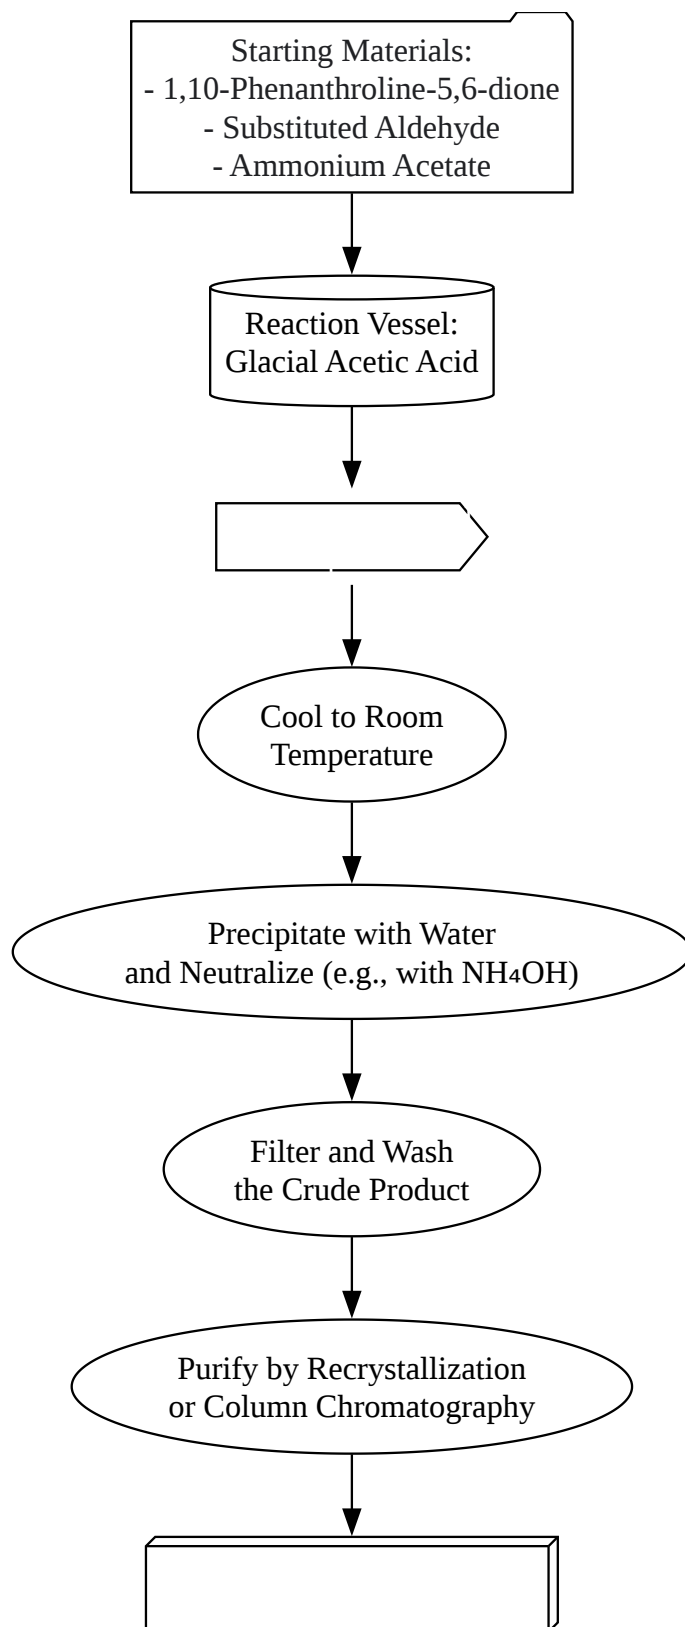 Starting Materials:
- 1,10-Phenanthroline-5,6-dione
- Substituted Aldehyde
- Ammonium Acetate
Reaction Vessel:
Glacial Acetic Acid
Cool to Room
Temperature
Precipitate with Water
and Neutralize (e.g., with NH₄OH)
Filter and Wash
the Crude Product
Purify by Recrystallization
or Column Chromatography